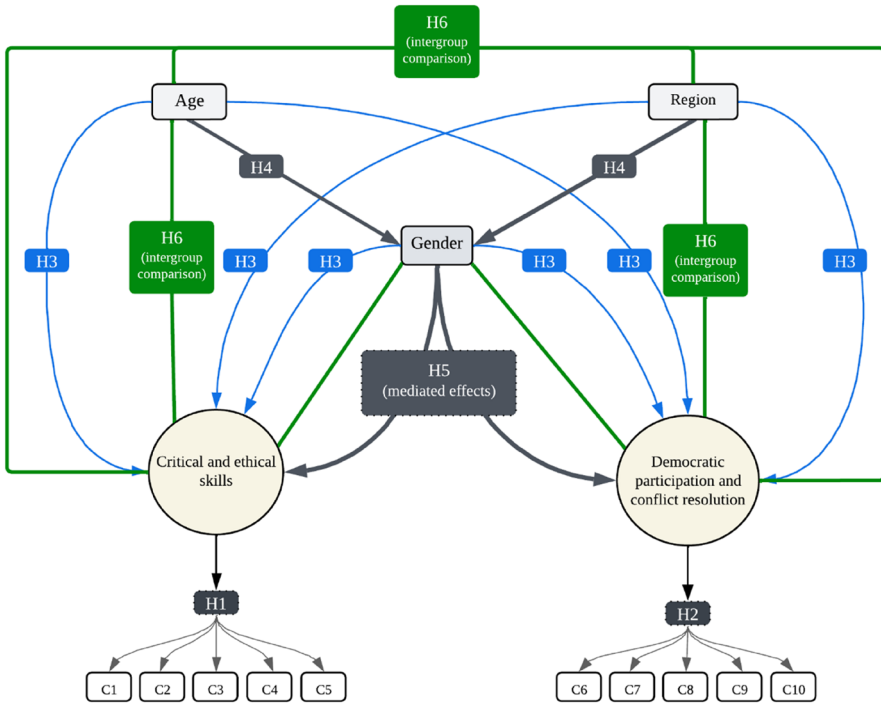 H6
(intergroup
comparison)
Age
Region
H4
H4
H6
(intergroup
comparison)
Gender
H6
(intergroup
comparison)
H3
H3
H3
H3
H3
H3
H5
(mediated effects)
Critical and ethical
skills
Democratic
participation and
conflict resolution
H1
H2
C1
C2
C3
C4
C5
C6
C7
C8
C9
C10